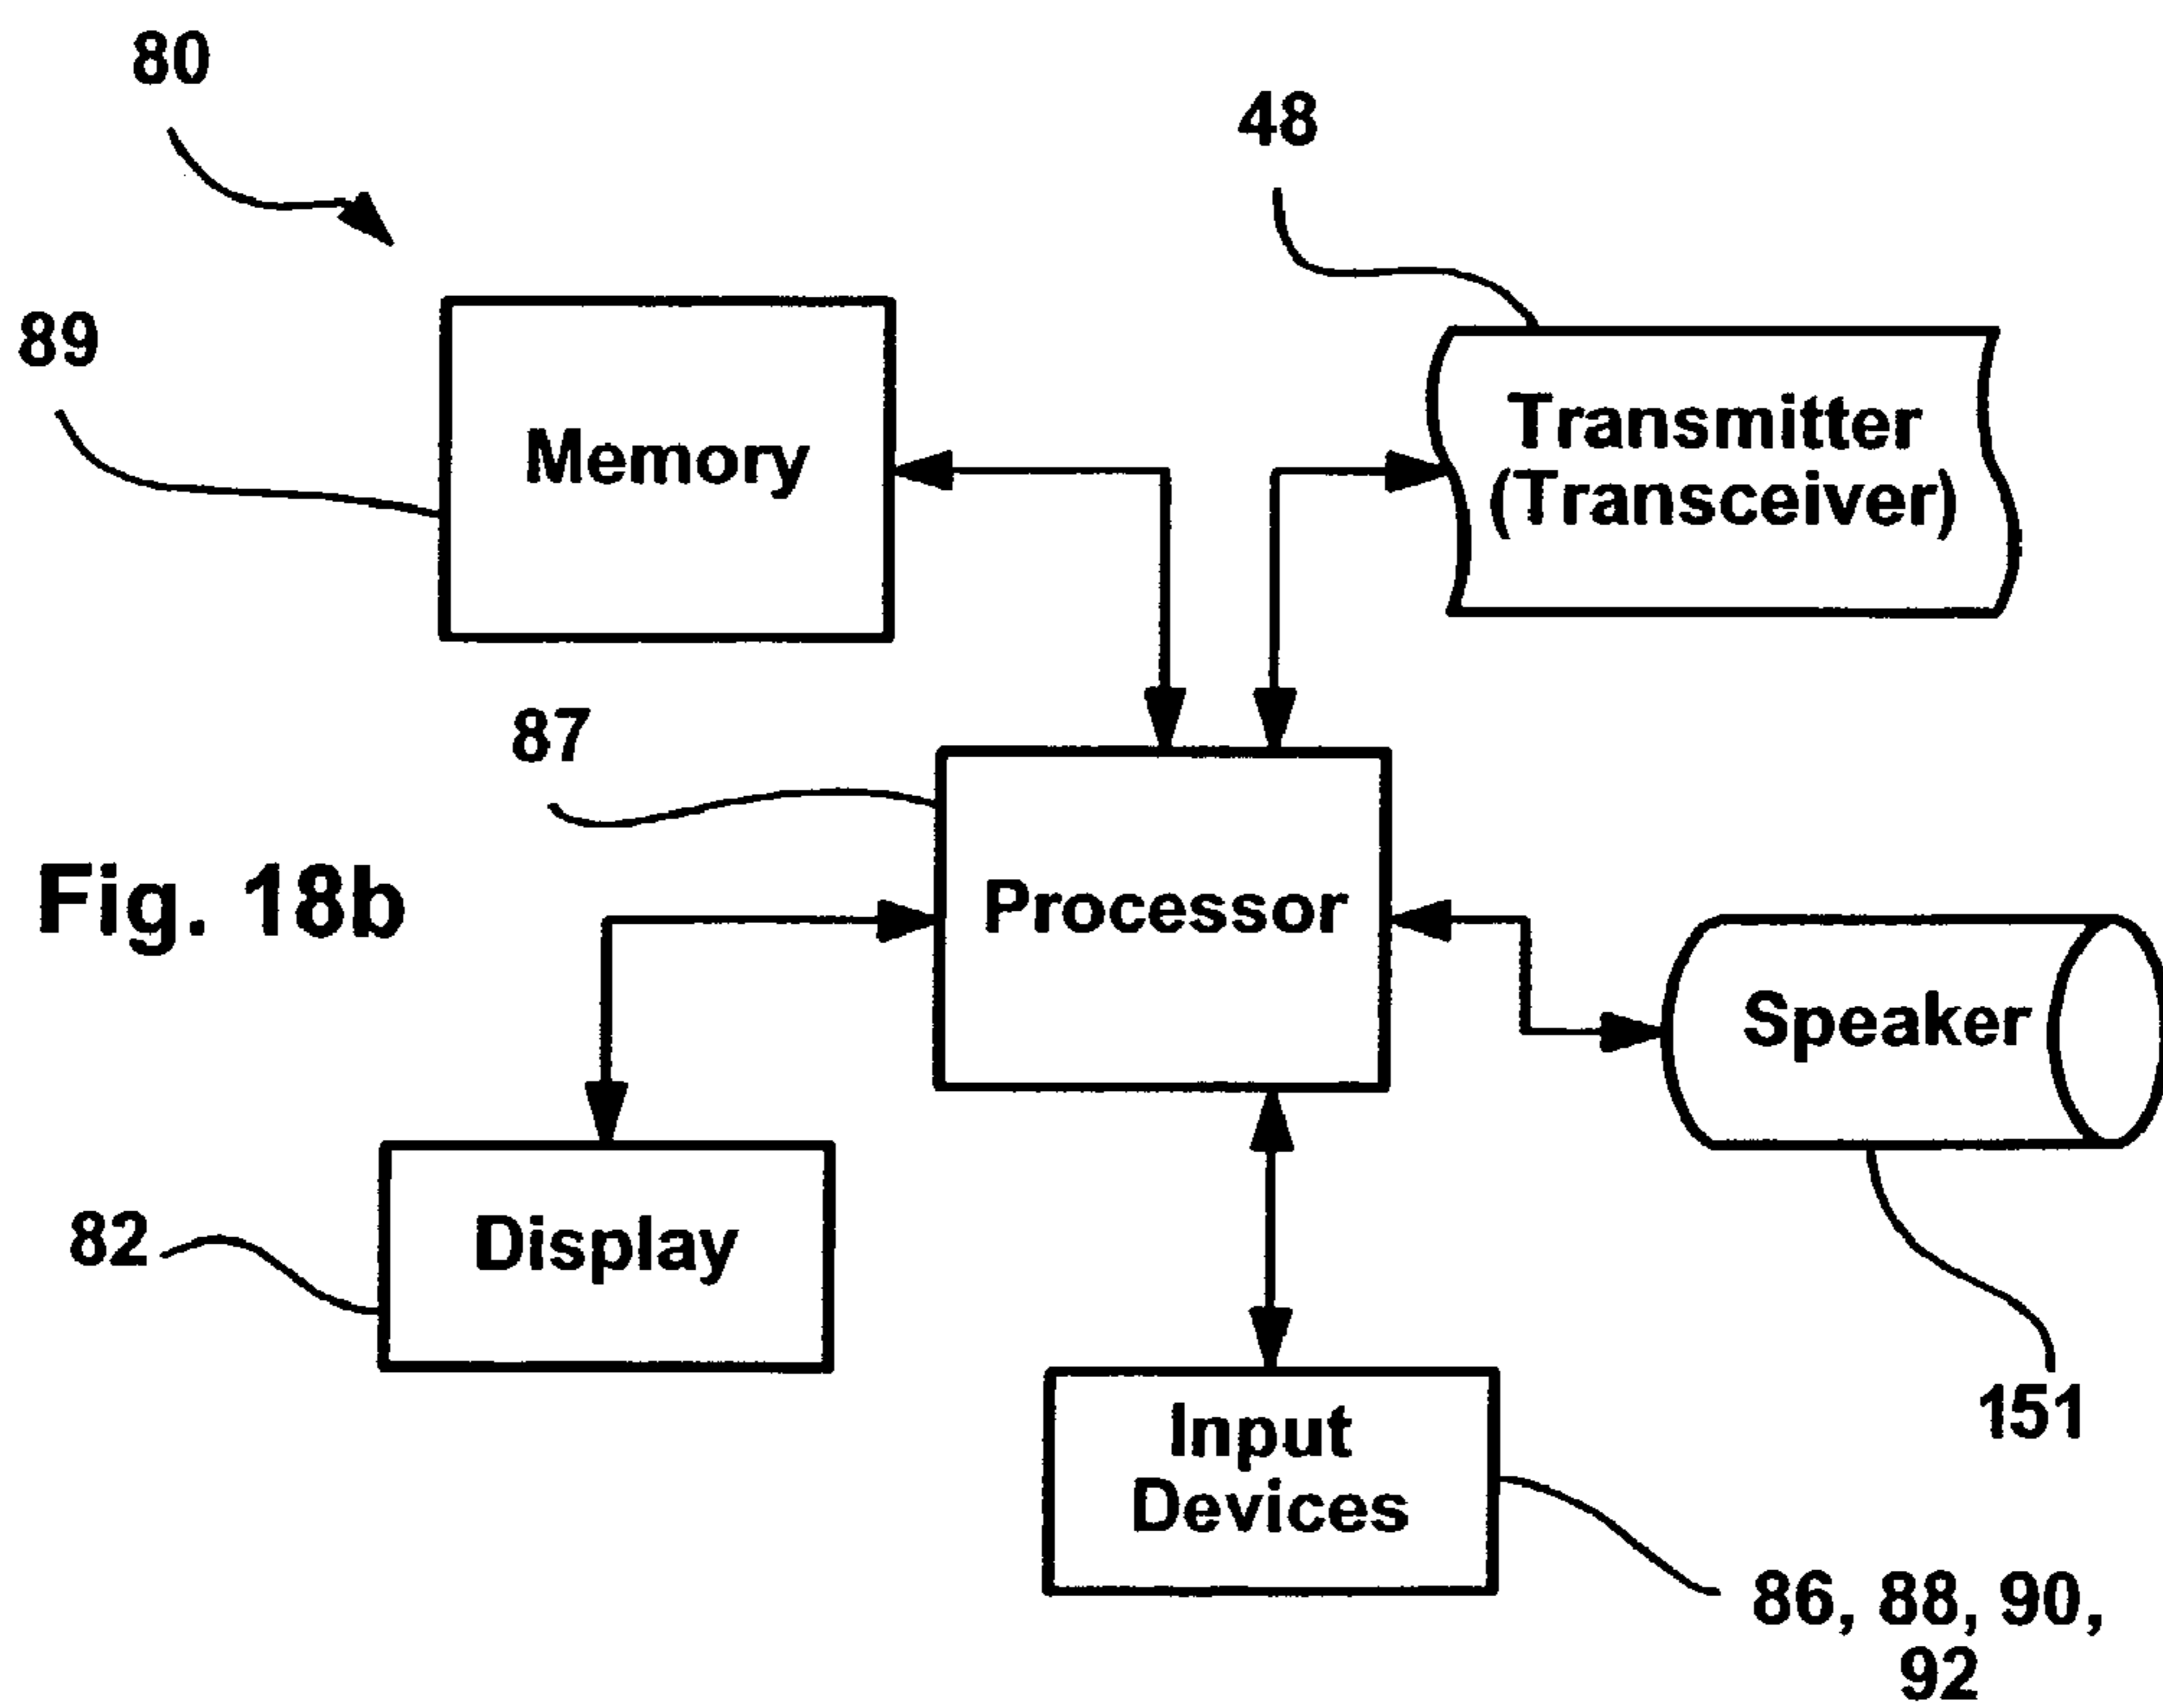 80
48
89
Memory
Transmitter
(Transceiver)
87
Fig. 18b
Processor
Speaker
82
Display
151
Input
Devices
86, 88, 90,
92